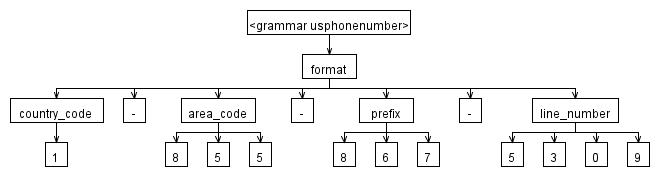 <grammar usphonenumber>
format
country_code - area_code - prefix - line_number
1 8 5 5 8 6 7 5 3 0 9